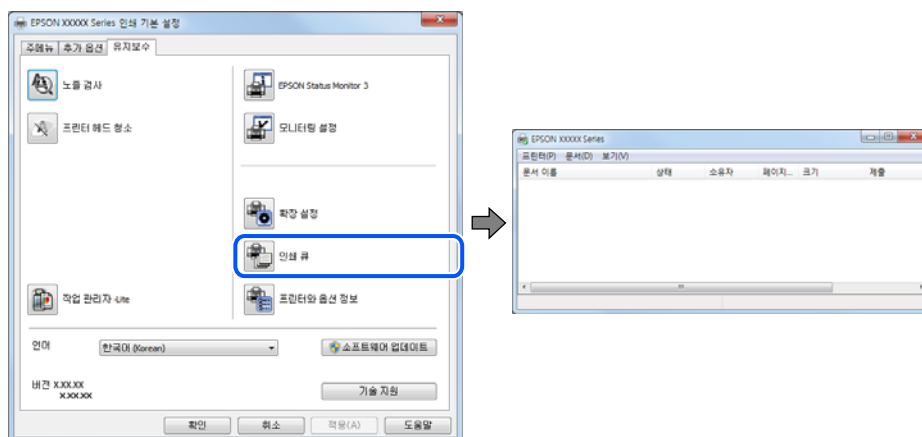 EPSON XXXXX Series 인쇄 기본 설정
주메뉴 추가 옵션 유지보수
노즐 검사
EPSON Status Monitor 3
프린터 헤드 청소
모니터링 설정
확장 설정
인쇄 큐
작업 관리자 -Lite
프린터와 옵션 정보
언어 한국어 (Korean) 소프트웨어 업데이트
버전 X.XX.XX
X.XX.XX
기술 지원
확인 취소 적용(A) 도움말
EPSON XXXXX Series
프린터(P) 문서(D) 보기(V)
문서 이름 상태 소유자 페이지... 크기 제출